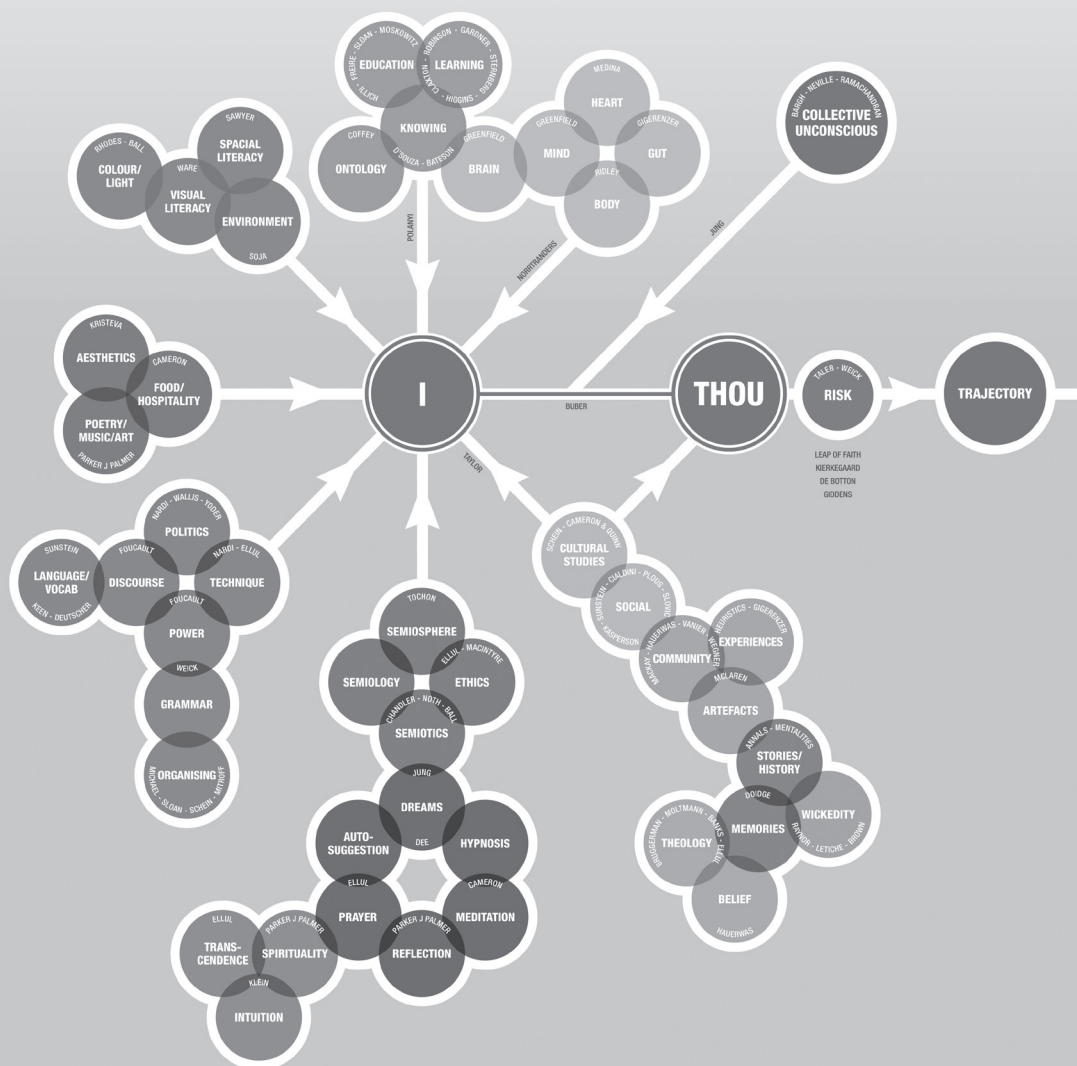 FREIRE - SLOAN - MOSKOWITZ
EDUCATION
ILLICH
ROBINSON - GARDNER - STERNBERG
LEARNING
CLAXTON - HIGGINS -
KNOWING
D'SOUZA - BATESON
COFFEY
ONTOLOGY
GREENFIELD
BRAIN
MEDINA
HEART
GREENFIELD
MIND
GIGERENZER
GUT
RIDLEY
BODY
BARGH - NEVILLE - RAMACHANDRAN
COLLECTIVE
UNCONSCIOUS
SAWYER
SPACIAL
LITERACY
RHODES - BALL
COLOUR/
LIGHT
WARE
VISUAL
LITERACY
ENVIRONMENT
SOJA
POLANYI
NORRTRANDERS
JUNG
KRISTEVA
AESTHETICS
CAMERON
FOOD/
HOSPITALITY
POETRY/
MUSIC/ART
PARKER J PALMER
I
BUBER
THOU
TALER - WEICK
RISK
LEAP OF FAITH
KIERKEGAARD
DE BOTTON
GIDDENS
TRAJECTORY
TAYLOR
NARDI - WALLIS - YODER
POLITICS
SUNSTEIN
LANGUAGE/
VOCAB
KEEN - DEUTSCHER
FOUCAULT
DISCOURSE
NARDI - ELLUL
TECHNIQUE
FOUCAULT
POWER
WEICK
GRAMMAR
ORGANISING
MICHAEL - SLOAN - SCHEIN - MITROFF
TOCHON
SEMIOSPHERE
SEMIOLOGY
ELLUL - MACINTYRE
ETHICS
CHANDLER - NOTH - BALL
SEMIOTICS
JUNG
DREAMS
DEE
AUTO-
SUGGESTION
HYPNOSIS
ELLUL
PRAYER
CAMERON
MEDITATION
PARKER J PALMER
REFLECTION
ELLUL
TRANS-
CENDENCE
PARKER J PALMER
SPIRITUALITY
KLEIN
INTUITION
SCHEIN - CAMERON & QUINN
CULTURAL
STUDIES
SUNSTEIN - CIALDINI - PLOUS - SLOVIC
SOCIAL
- KASPERSON
MACKAY - HAUERWAS - VANIER
COMMUNITY
WEGNER
HEURISTICS - GIGERENZER
EXPERIENCES
MCLAREN
ARTEFACTS
ANNALS - MENTALITIES
STORIES/
HISTORY
DOIDGE
MEMORIES
WICKEDITY
RAYNOR - LETICHE - BROWN
BRUGGERMAN - MOLTMANN - BANKS - ELLUL
THEOLOGY
BELIEF
HAUERWAS